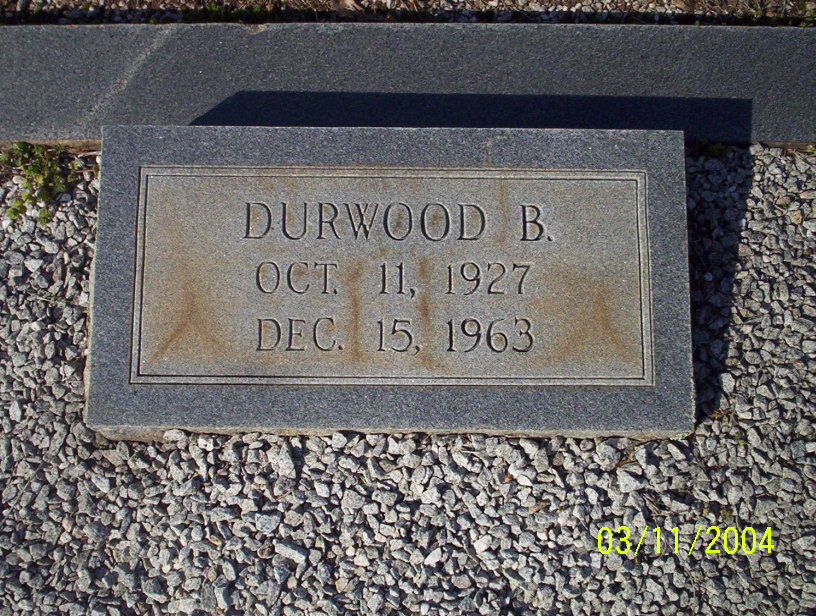 DURWOOD B.
OCT. 11, 1927
DEC. 15, 1963
03/11/2004